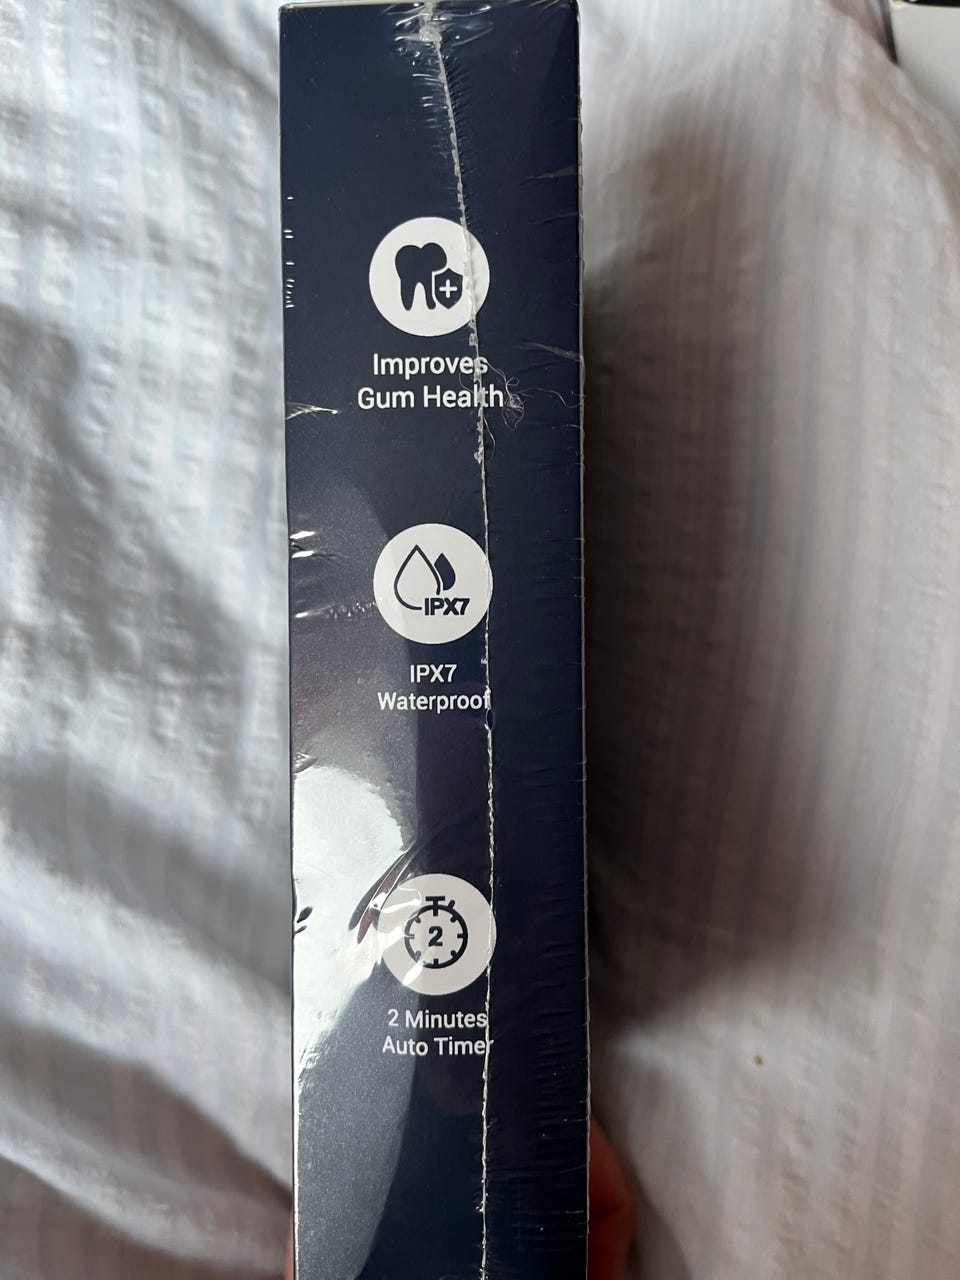 Improves
Gum Health
IPX7
IPX7
Waterproof
2
2 Minutes
Auto Timer